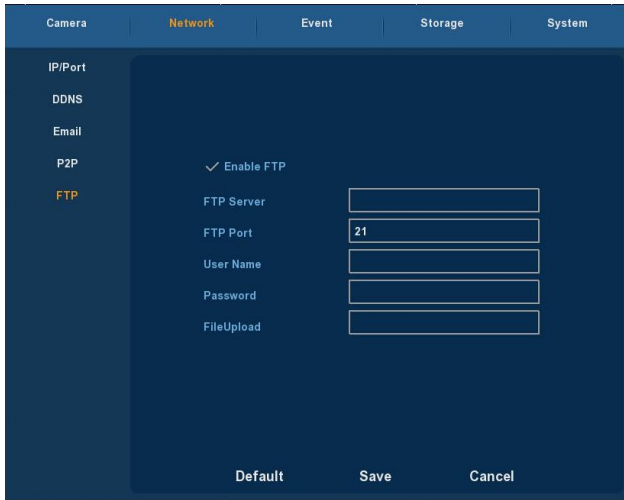 Camera Network Event Storage System
IP/Port
DDNS
Email
P2P
FTP
Enable FTP
FTP Server
FTP Port 21
User Name
Password
FileUpload
Default Save Cancel